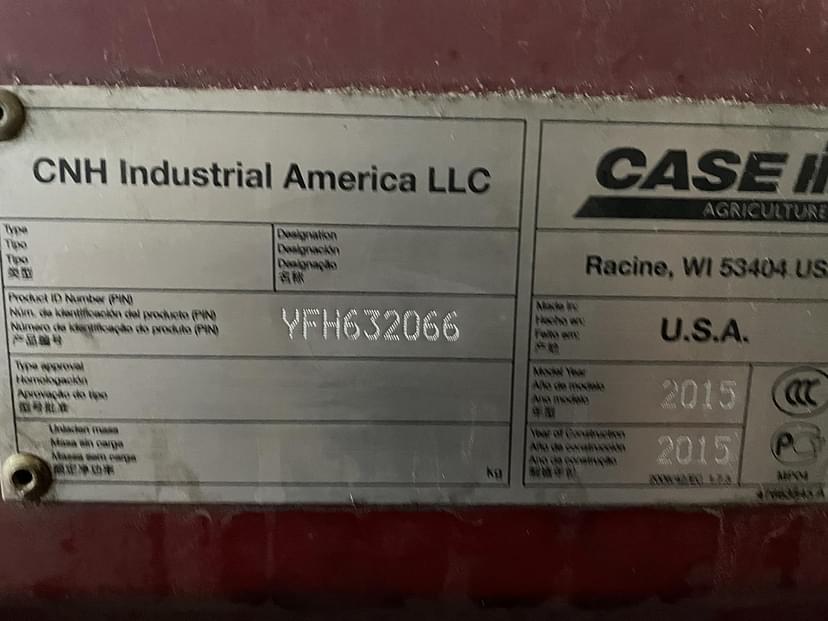 CNH Industrial America LLC
Type
Tipo
Tipo
类型
Designation
Designación
Designação
名称
Product ID Number (PIN)
Núm. de identificación del producto (PIN)
Número de identificação do produto (PIN)
产品编号
YFH632066
Type approval
Homologación
Aprovação do tipo
型号批准
Unladen mass
Masa sin carga
Massa sem carga
kg
CASE
AGRICULTURE
Racine, WI 53404 US
Made in:
Hecho en:
Feito em:
产地
U.S.A.
Model Year
Año de modelo
Ano modelo
年型
2015
Year of Construction
Año de construcción
Ano de construção
制造年份
2015
CCC